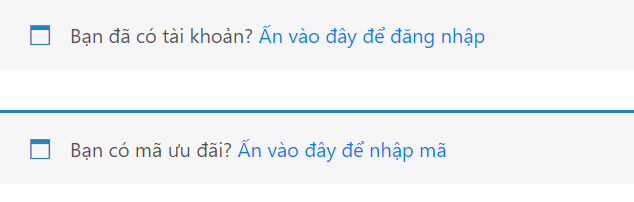 Bạn đã có tài khoản? Ấn vào đây để đăng nhập
Bạn có mã ưu đãi? Ấn vào đây để nhập mã